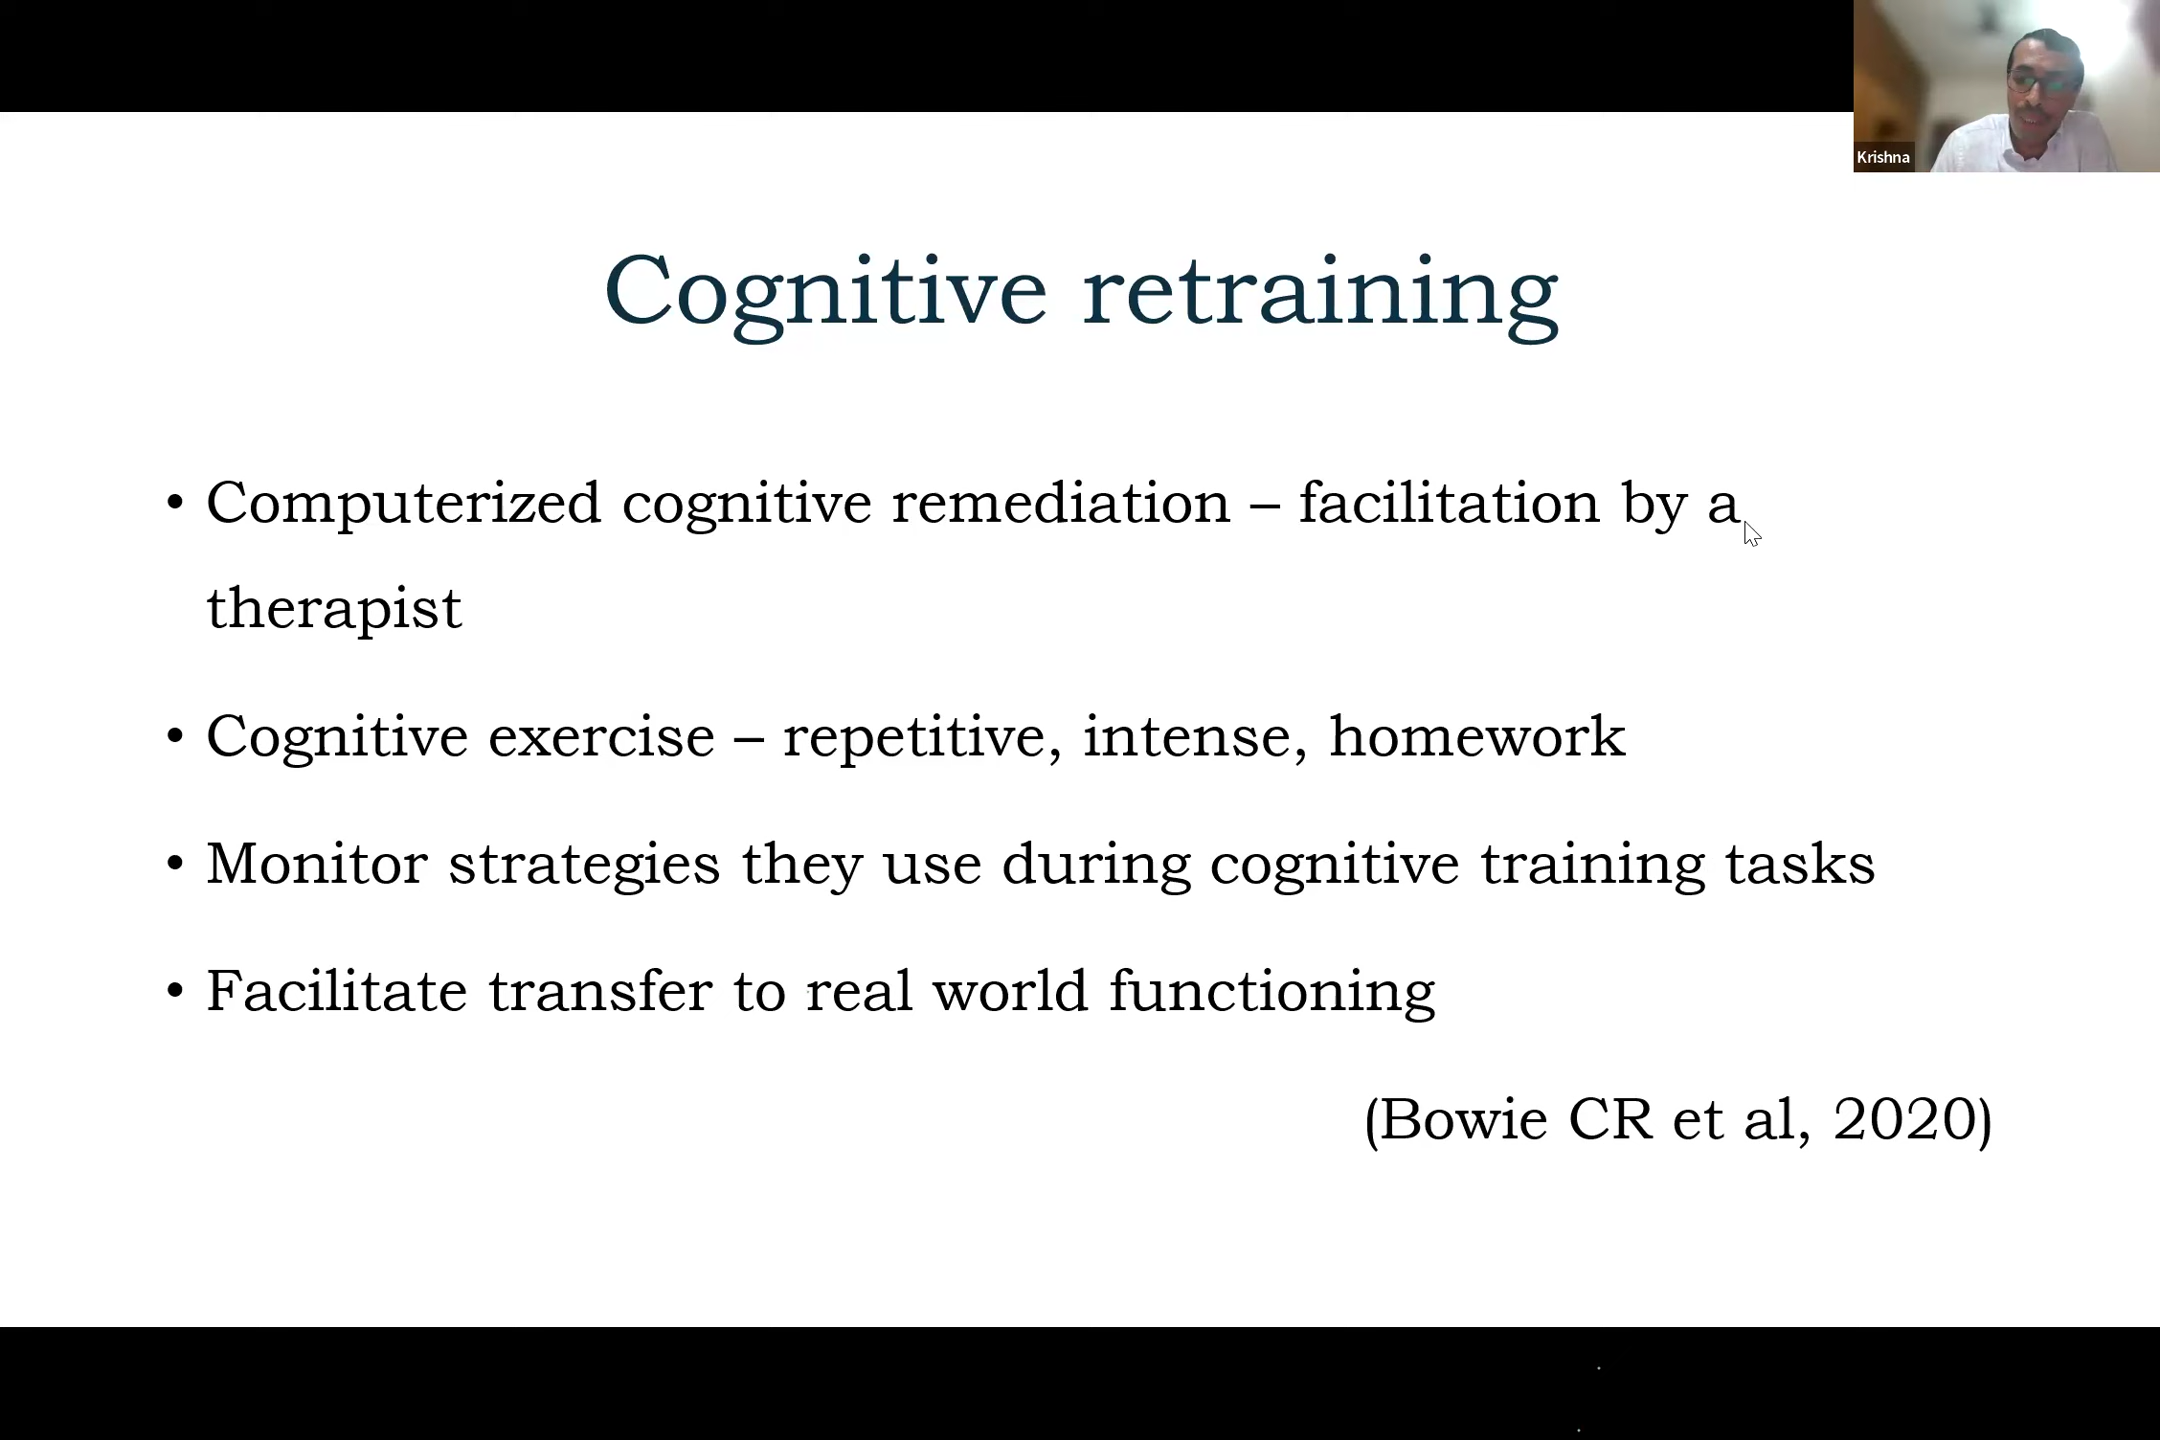 Krishna
Cognitive retraining
• Computerized cognitive remediation – facilitation by a
therapist
• Cognitive exercise – repetitive, intense, homework
• Monitor strategies they use during cognitive training tasks
• Facilitate transfer to real world functioning
(Bowie CR et al, 2020)